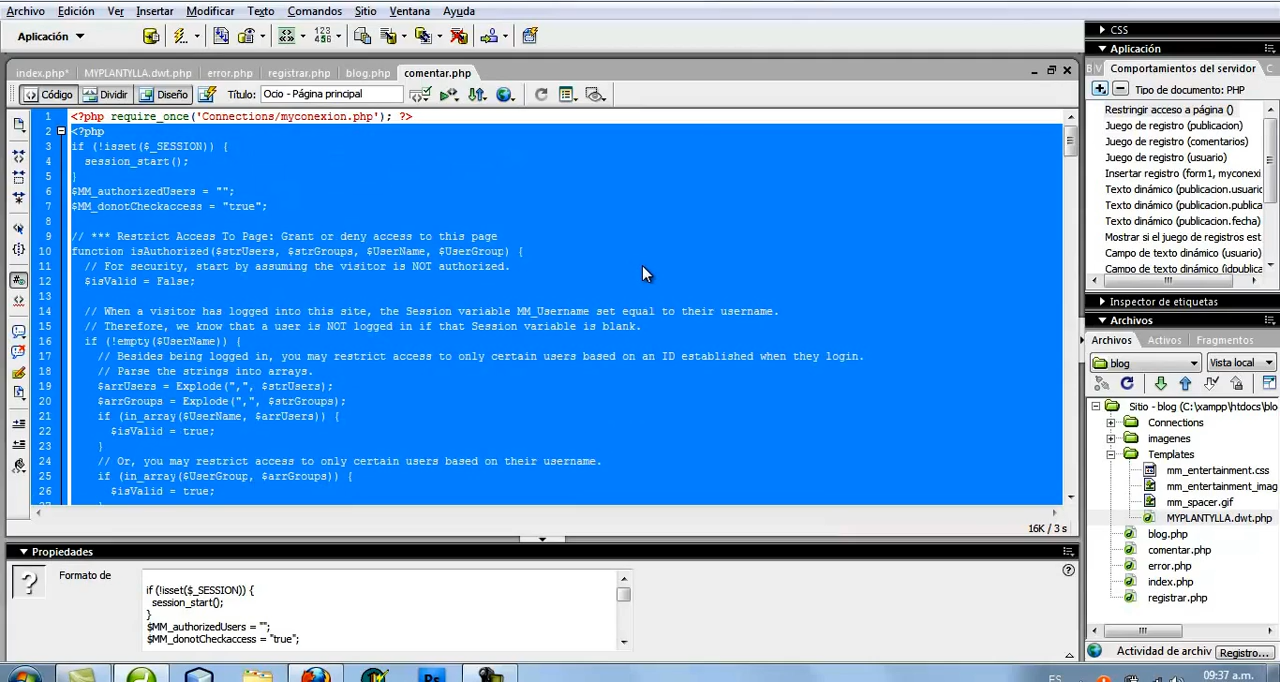 Archivo Edición Ver Insertar Modificar Texto Comandos Sitio Ventana Ayuda
Aplicación
index.php* MYPLANTYLLA.dwt.php error.php registrar.php blog.php comentar.php
Código Dividir Diseño Título: Ocio - Página principal
1 <?php require_once('Connections/myconexion.php'); ?>
2 <?php
3 if (!isset($_SESSION)) {
4 session_start();
5 }
6 $MM_authorizedUsers = "";
7 $MM_donotCheckaccess = "true";
8
9 // *** Restrict Access To Page: Grant or deny access to this page
10 function isAuthorized($strUsers, $strGroups, $UserName, $UserGroup) {
11 // For security, start by assuming the visitor is NOT authorized.
12 $isValid = False;
13
14 // When a visitor has logged into this site, the Session variable MM_Username set equal to their username.
15 // Therefore, we know that a user is NOT logged in if that Session variable is blank.
16 if (!empty($UserName)) {
17 // Besides being logged in, you may restrict access to only certain users based on an ID established when they login.
18 // Parse the strings into arrays.
19 $arrUsers = Explode(",", $strUsers);
20 $arrGroups = Explode(",", $strGroups);
21 if (in_array($UserName, $arrUsers)) {
22 $isValid = true;
23 }
24 // Or, you may restrict access to only certain users based on their username.
25 if (in_array($UserGroup, $arrGroups)) {
26 $isValid = true;
16K / 3 s
Propiedades
Formato de
if (!isset($_SESSION)) {
session_start();
}
$MM_authorizedUsers = "";
$MM_donotCheckaccess = "true";
CSS
Aplicación
B V Comportamientos del servidor C
Tipo de documento: PHP
Restringir acceso a página ()
Juego de registro (publicacion)
Juego de registro (comentarios)
Juego de registro (usuario)
Insertar registro (form1, myconexi
Texto dinámico (publicacion.usuari
Texto dinámico (publicacion.publica
Texto dinámico (publicacion.fecha)
Mostrar si el juego de registros est
Campo de texto dinámico (usuario)
Campo de texto dinámico (idpublica
Inspector de etiquetas
Archivos
Archivos Activos Fragmentos
blog Vista local
Sitio - blog (C:\xampp\htdocs\blo
Connections
imagenes
Templates
mm_entertainment.css
mm_entertainment_imag
mm_spacer.gif
MYPLANTYLLA.dwt.php
blog.php
comentar.php
error.php
index.php
registrar.php
Actividad de archiv Registro...
ES 09:37 a.m.